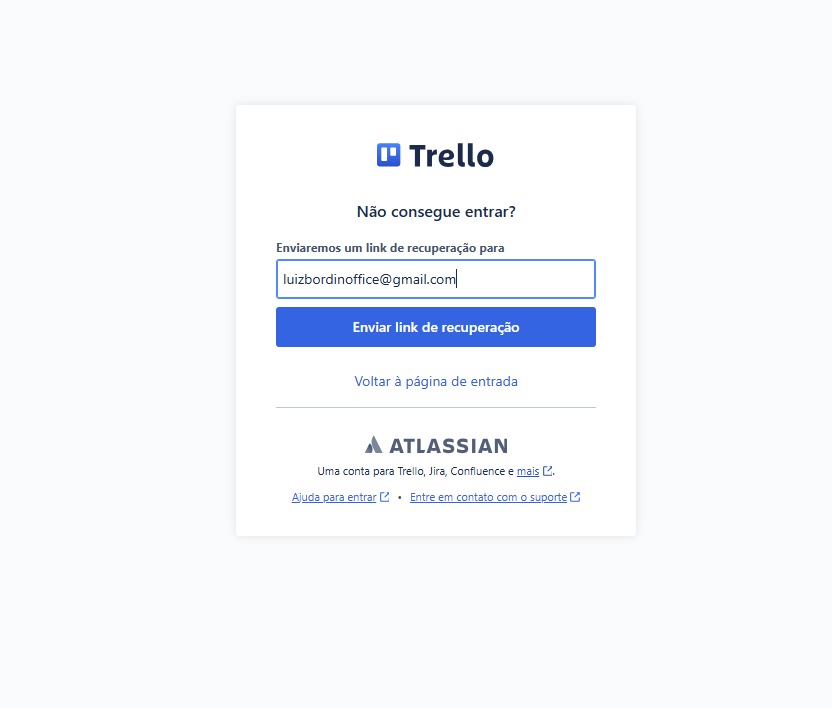 Trello
Não consegue entrar?
Enviaremos um link de recuperação para
luizbordinoffice@gmail.com
Enviar link de recuperação
Voltar à página de entrada
ATLASSIAN
Uma conta para Trello, Jira, Confluence e mais.
Ajuda para entrar • Entre em contato com o suporte